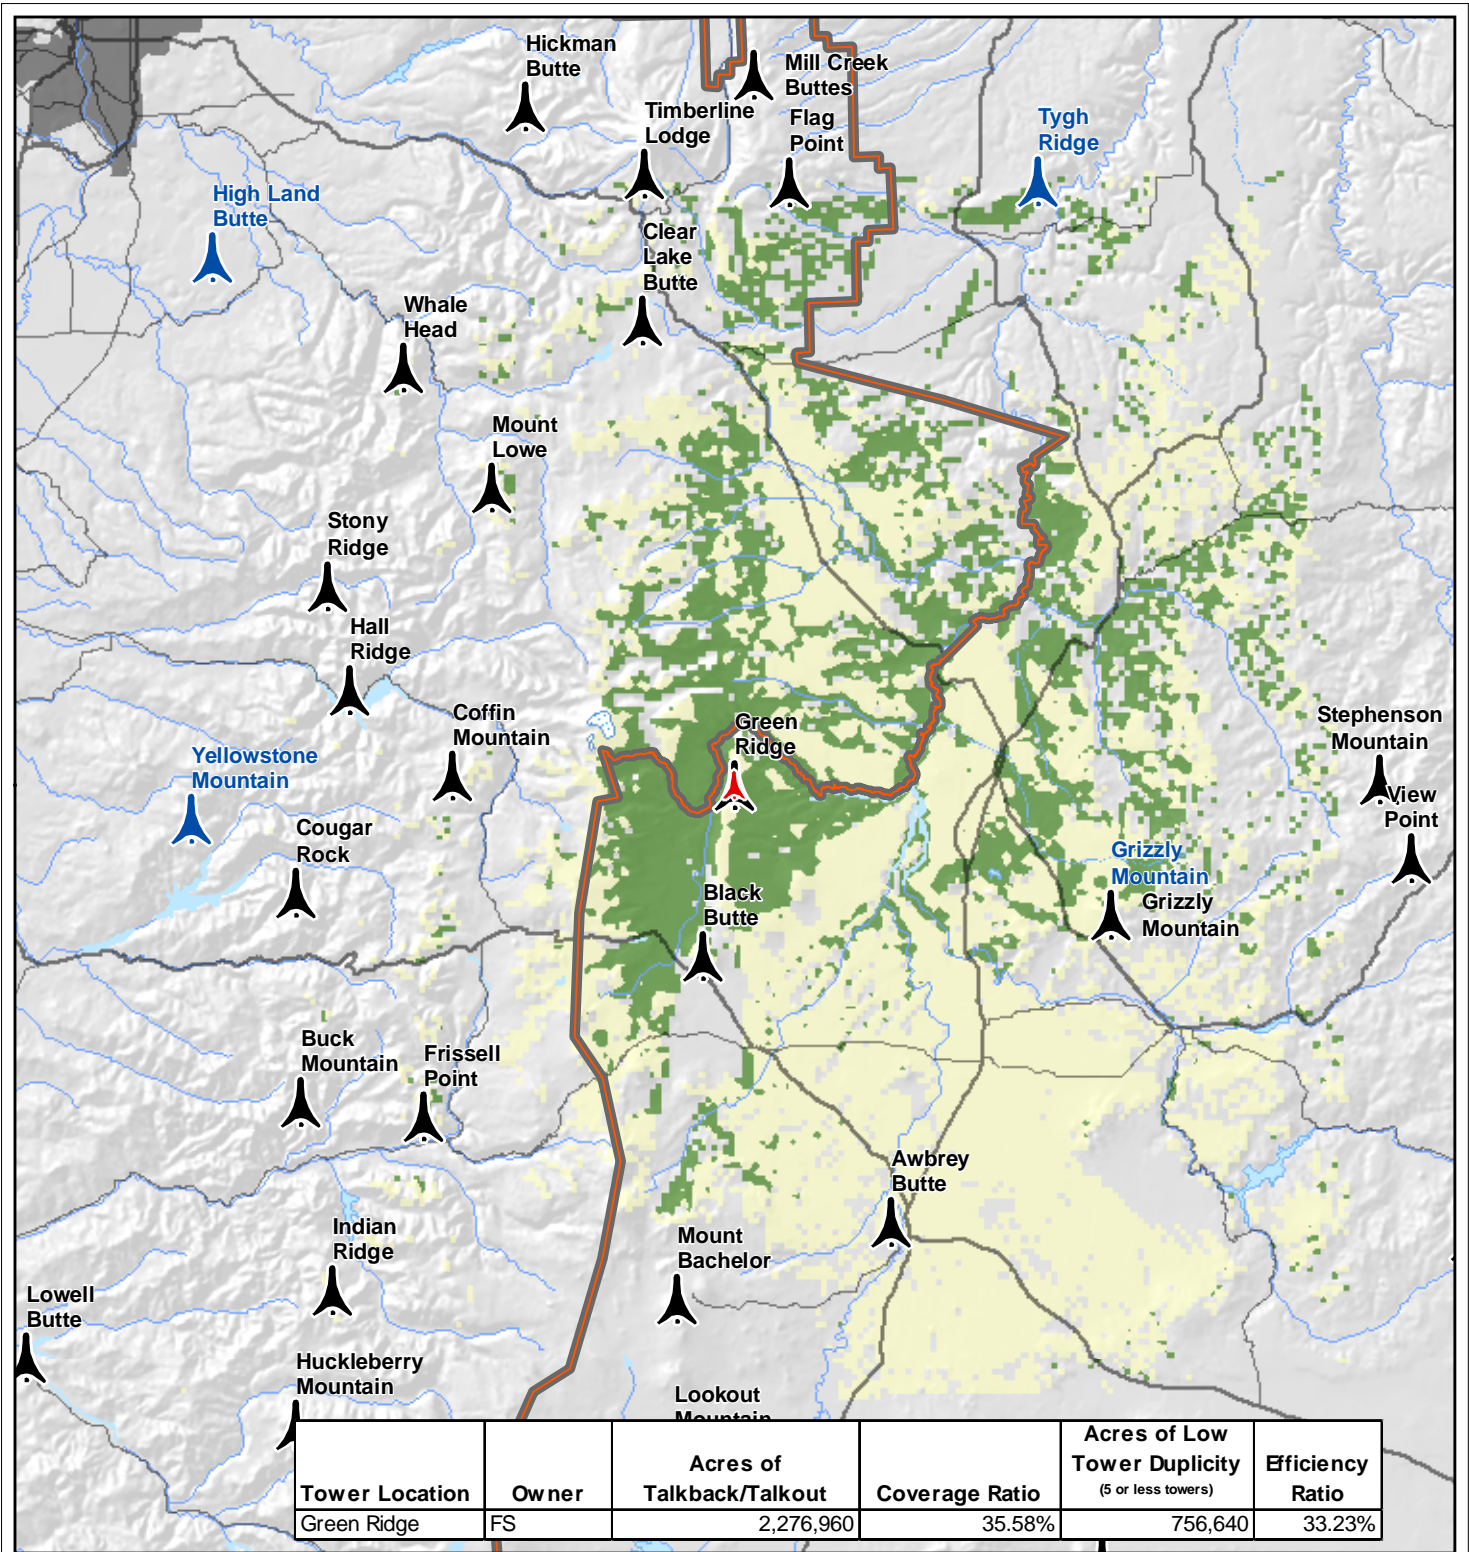 Hickman
Butte
Mill Creek
Buttes
Timberline
Lodge
Flag
Point
Tygh
Ridge
High Land
Butte
Clear
Lake
Butte
Whale
Head
Mount
Lowe
Stony
Ridge
Hall
Ridge
Coffin
Mountain
Green
Ridge
Stephenson
Mountain
Yellowstone
Mountain
View
Point
Cougar
Rock
Grizzly
Mountain
Grizzly
Mountain
Black
Butte
Buck
Mountain
Frissell
Point
Awbrey
Butte
Indian
Ridge
Mount
Bachelor
Lowell
Butte
Huckleberry
Mountain
Lookout
Mountain
Tower Location Owner Acres of Talkback/Talkout Coverage Ratio Acres of Low Tower Duplicity (5 or less towers) Efficiency Ratio
Green Ridge FS 2,276,960 35.58% 756,640 33.23%